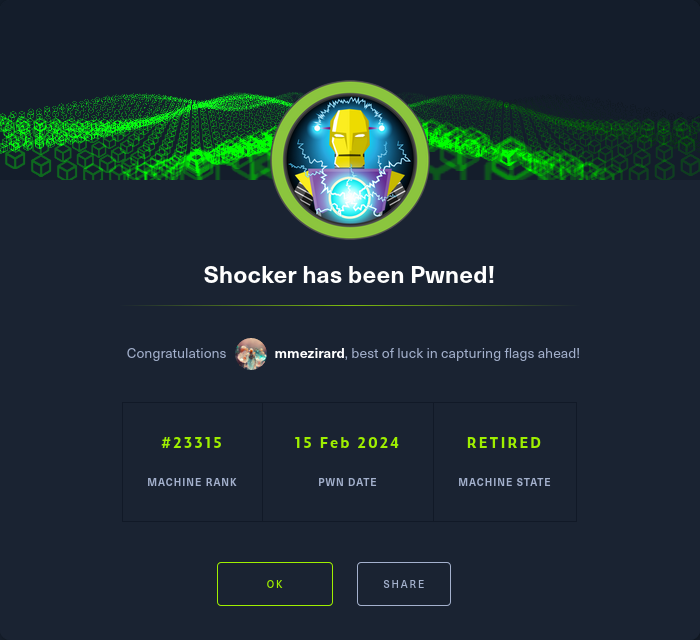 Shocker has been Pwned!
Congratulations mmezirard, best of luck in capturing flags ahead!
#23315 15 Feb 2024 RETIRED
MACHINE RANK PWN DATE MACHINE STATE
OK SHARE